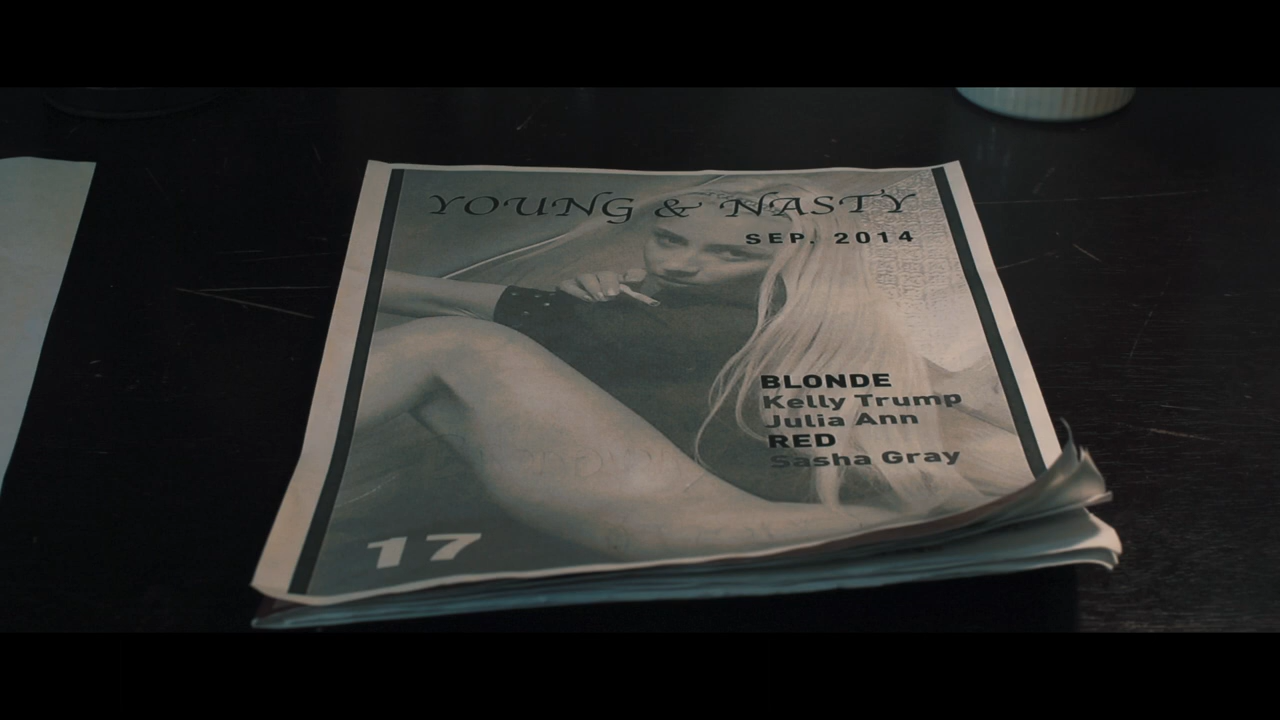 YOUNG & NASTY
SEP. 2014
BLONDE
Kelly Trump
Julia Ann
RED
Sasha Gray
17